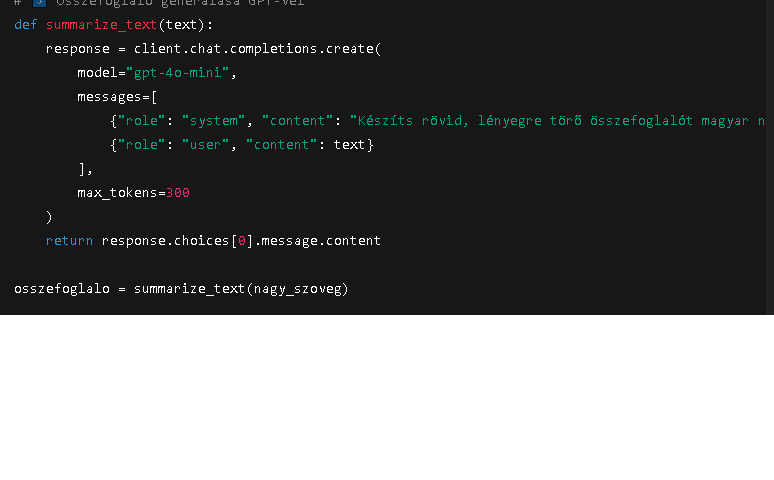 # 3 Összefoglaló generálása GPT-vel
def summarize_text(text):
    response = client.chat.completions.create(
        model="gpt-4o-mini",
        messages=[
            {"role": "system", "content": "Készíts rövid, lényegre törő összefoglalót magyar n
            {"role": "user", "content": text}
        ],
        max_tokens=300
    )
    return response.choices[0].message.content
osszefoglalo = summarize_text(nagy_szoveg)